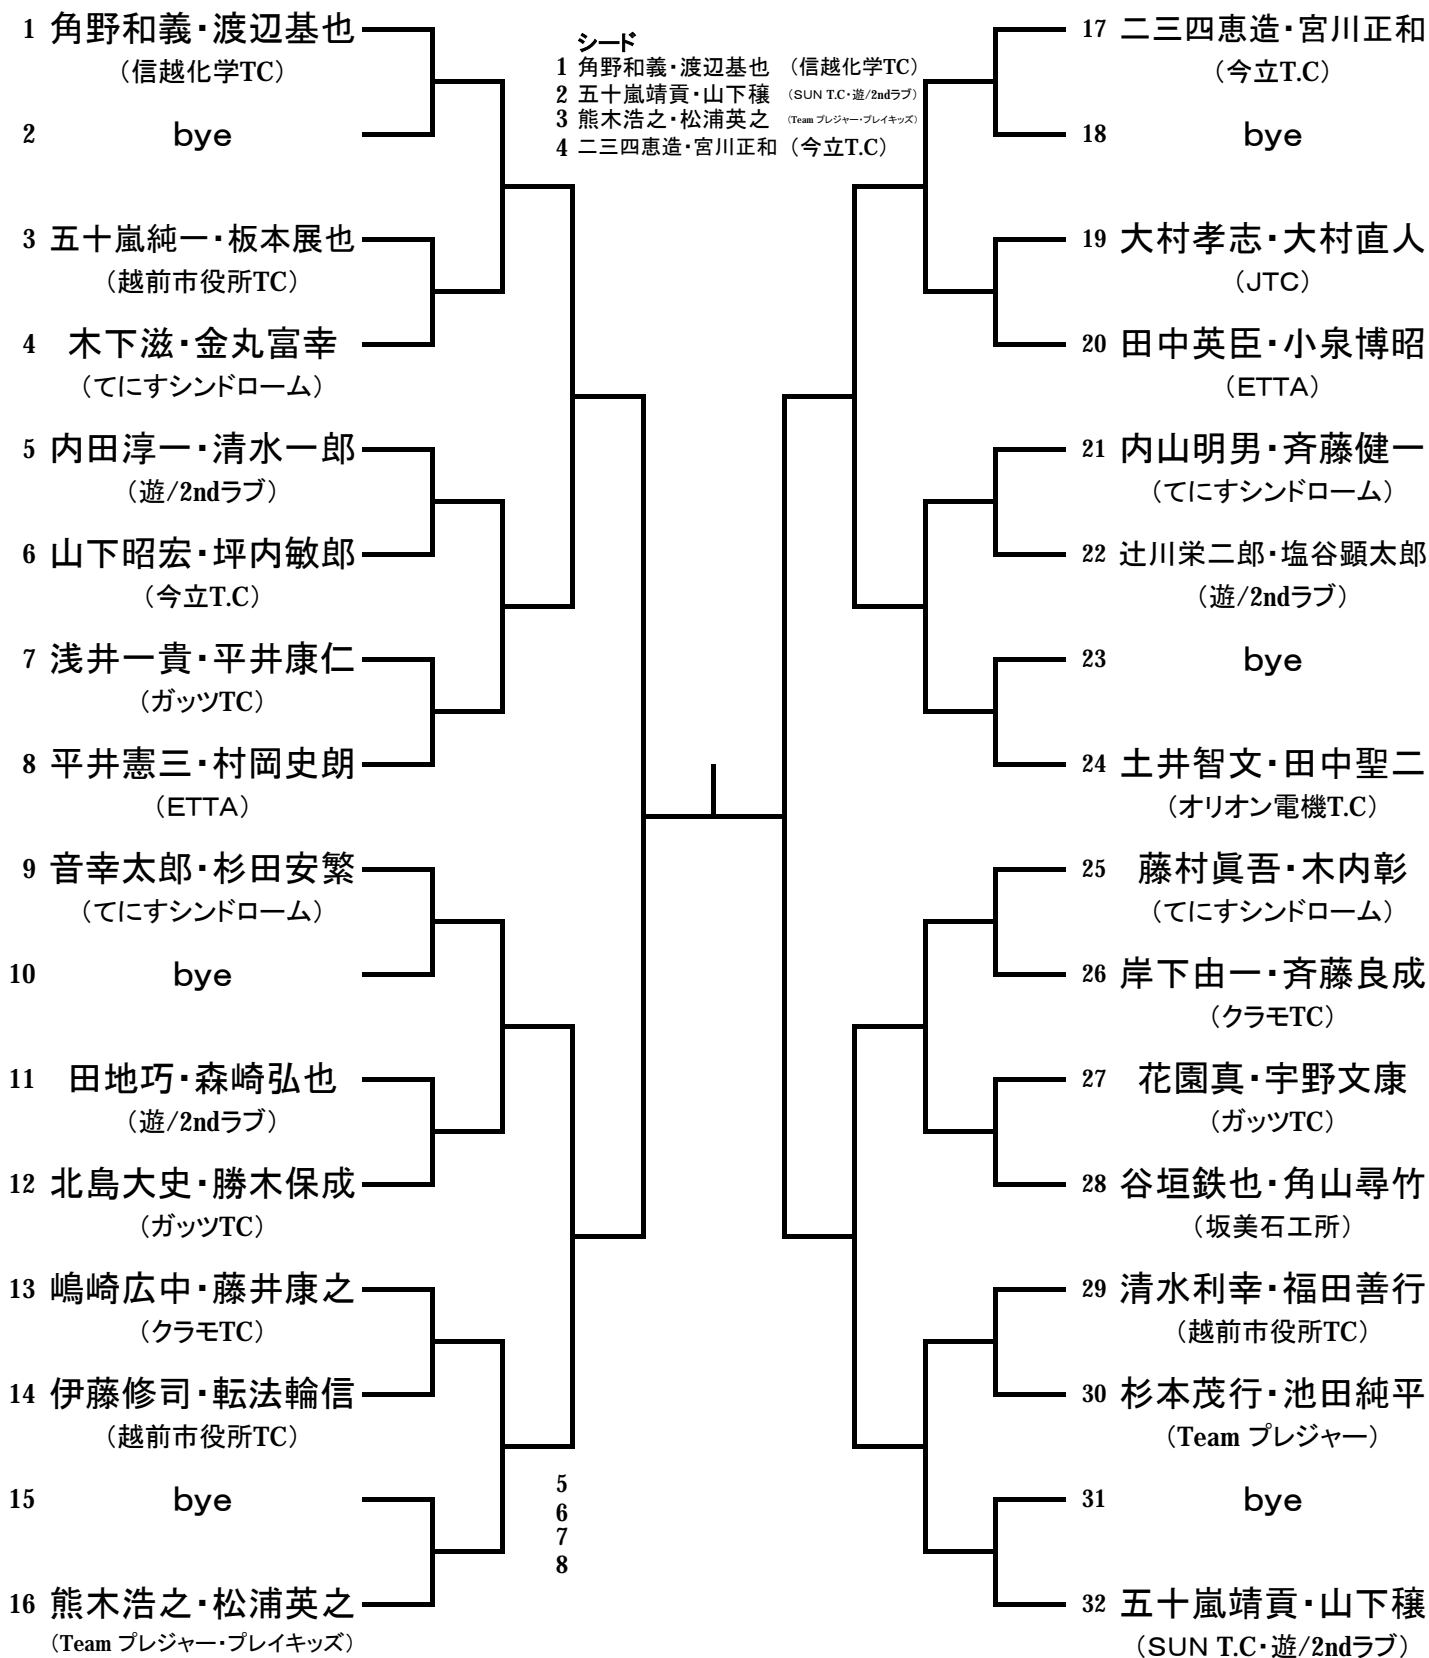 1 角野和義・渡辺基也
(信越化学TC)
2 bye
3 五十嵐純一・板本展也
(越前市役所TC)
4 木下滋・金丸富幸
(てにすシンドローム)
5 内田淳一・清水一郎
(遊/2ndラブ)
6 山下昭宏・坪内敏郎
(今立T.C)
7 浅井一貴・平井康仁
(ガッツTC)
8 平井憲三・村岡史朗
(ETTA)
9 音幸太郎・杉田安繁
(てにすシンドローム)
10 bye
11 田地巧・森崎弘也
(遊/2ndラブ)
12 北島大史・勝木保成
(ガッツTC)
13 嶋崎広中・藤井康之
(クラモTC)
14 伊藤修司・転法輪信
(越前市役所TC)
15 bye
16 熊木浩之・松浦英之
(Team プレジャー・プレイキッズ)
シード
1 角野和義・渡辺基也 (信越化学TC)
2 五十嵐靖貢・山下穣 (SUN T.C・遊/2ndラブ)
3 熊木浩之・松浦英之 (Team プレジャー・プレイキッズ)
4 二三四恵造・宮川正和 (今立T.C)
5
6
7
8
17 二三四恵造・宮川正和
(今立T.C)
18 bye
19 大村孝志・大村直人
(JTC)
20 田中英臣・小泉博昭
(ETTA)
21 内山明男・斉藤健一
(てにすシンドローム)
22 辻川栄二郎・塩谷顕太郎
(遊/2ndラブ)
23 bye
24 土井智文・田中聖二
(オリオン電機T.C)
25 藤村眞吾・木内彰
(てにすシンドローム)
26 岸下由一・斉藤良成
(クラモTC)
27 花園真・宇野文康
(ガッツTC)
28 谷垣鉄也・角山尋竹
(坂美石工所)
29 清水利幸・福田善行
(越前市役所TC)
30 杉本茂行・池田純平
(Team プレジャー)
31 bye
32 五十嵐靖貢・山下穣
(SUN T.C・遊/2ndラブ)